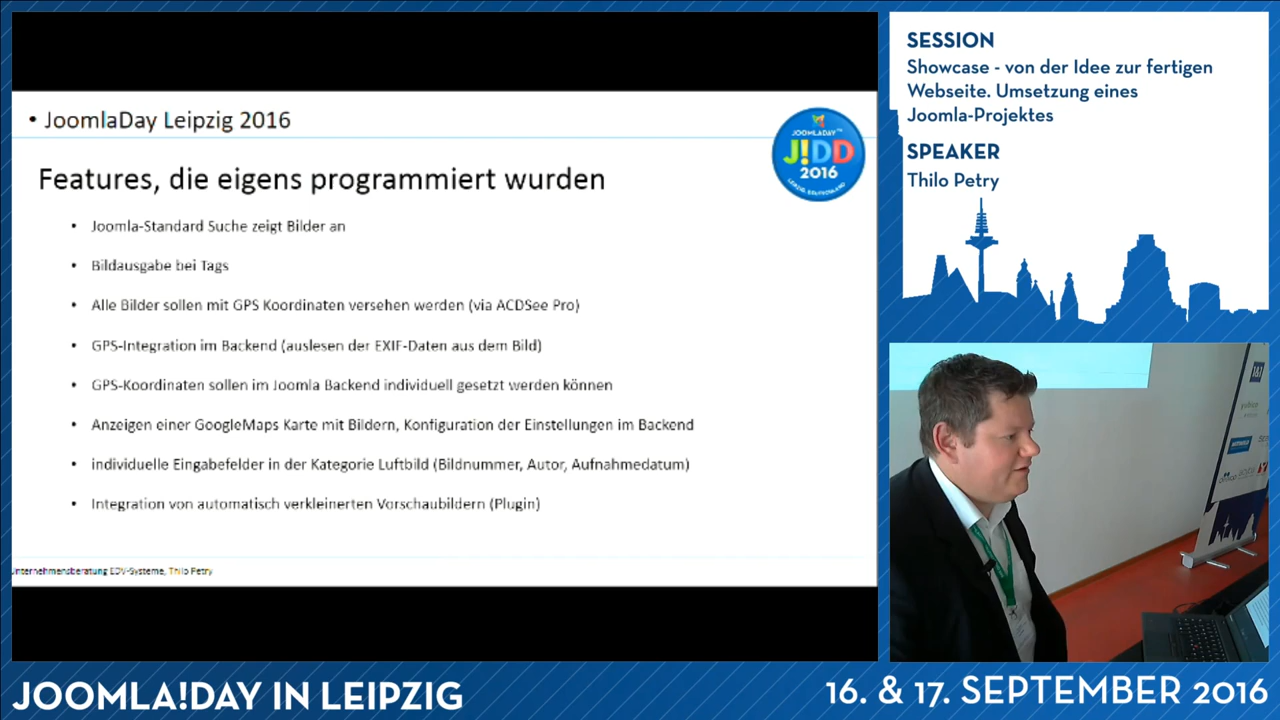 • JoomlaDay Leipzig 2016
JOOMLADAY
J!DD
2016
LEIPZIG, DEUTSCHLAND
Features, die eigens programmiert wurden
• Joomla-Standard Suche zeigt Bilder an
• Bildausgabe bei Tags
• Alle Bilder sollen mit GPS Koordinaten versehen werden (via ACDSee Pro)
• GPS-Integration im Backend (auslesen der EXIF-Daten aus dem Bild)
• GPS-Koordinaten sollen im Joomla Backend individuell gesetzt werden können
• Anzeigen einer GoogleMaps Karte mit Bildern, Konfiguration der Einstellungen im Backend
• individuelle Eingabefelder in der Kategorie Luftbild (Bildnummer, Autor, Aufnahmedatum)
• Integration von automatisch verkleinerten Vorschaubildern (Plugin)
Unternehmensberatung EDV-Systeme, Thilo Petry
SESSION
Showcase - von der Idee zur fertigen
Webseite. Umsetzung eines
Joomla-Projektes
SPEAKER
Thilo Petry
1&1
JOOMLA!DAY IN LEIPZIG
16. & 17. SEPTEMBER 2016